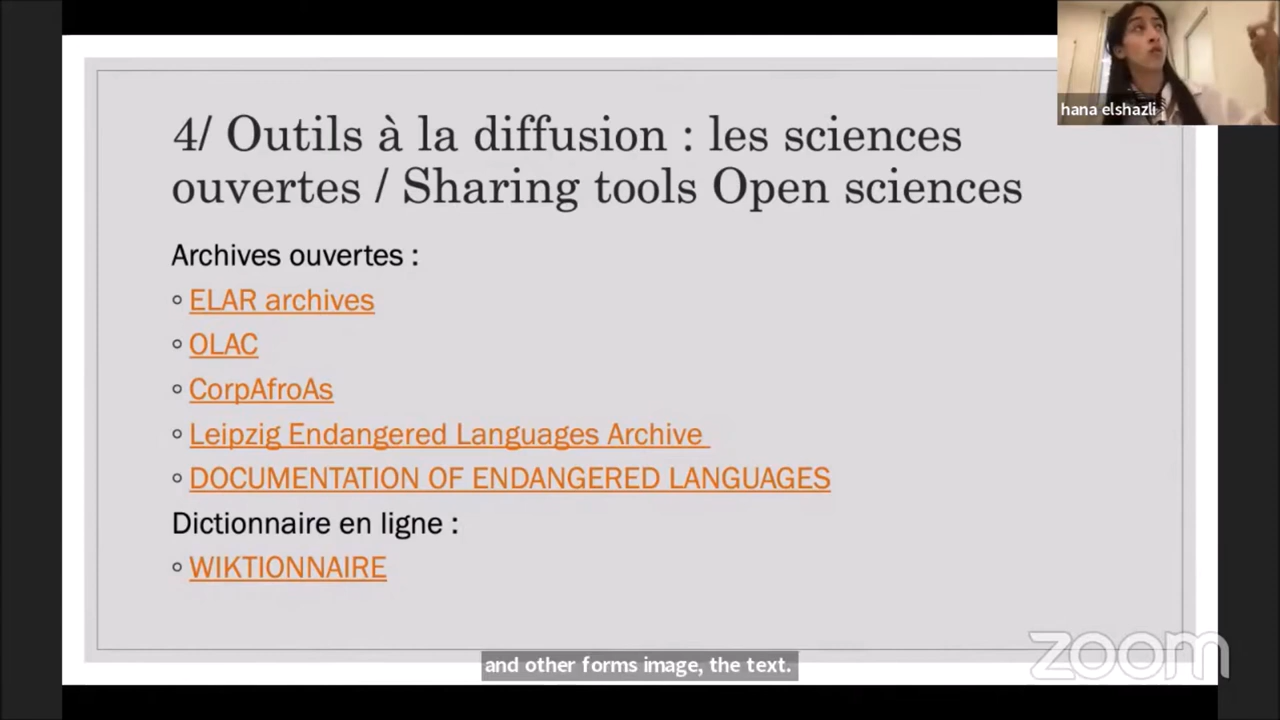 hana elshazli
4/ Outils à la diffusion : les sciences
ouvertes / Sharing tools Open sciences
Archives ouvertes :
◦ ELAR archives
◦ OLAC
◦ CorpAfroAs
◦ Leipzig Endangered Languages Archive
◦ DOCUMENTATION OF ENDANGERED LANGUAGES
Dictionnaire en ligne :
◦ WIKTIONNAIRE
and other forms image, the text.
zoom